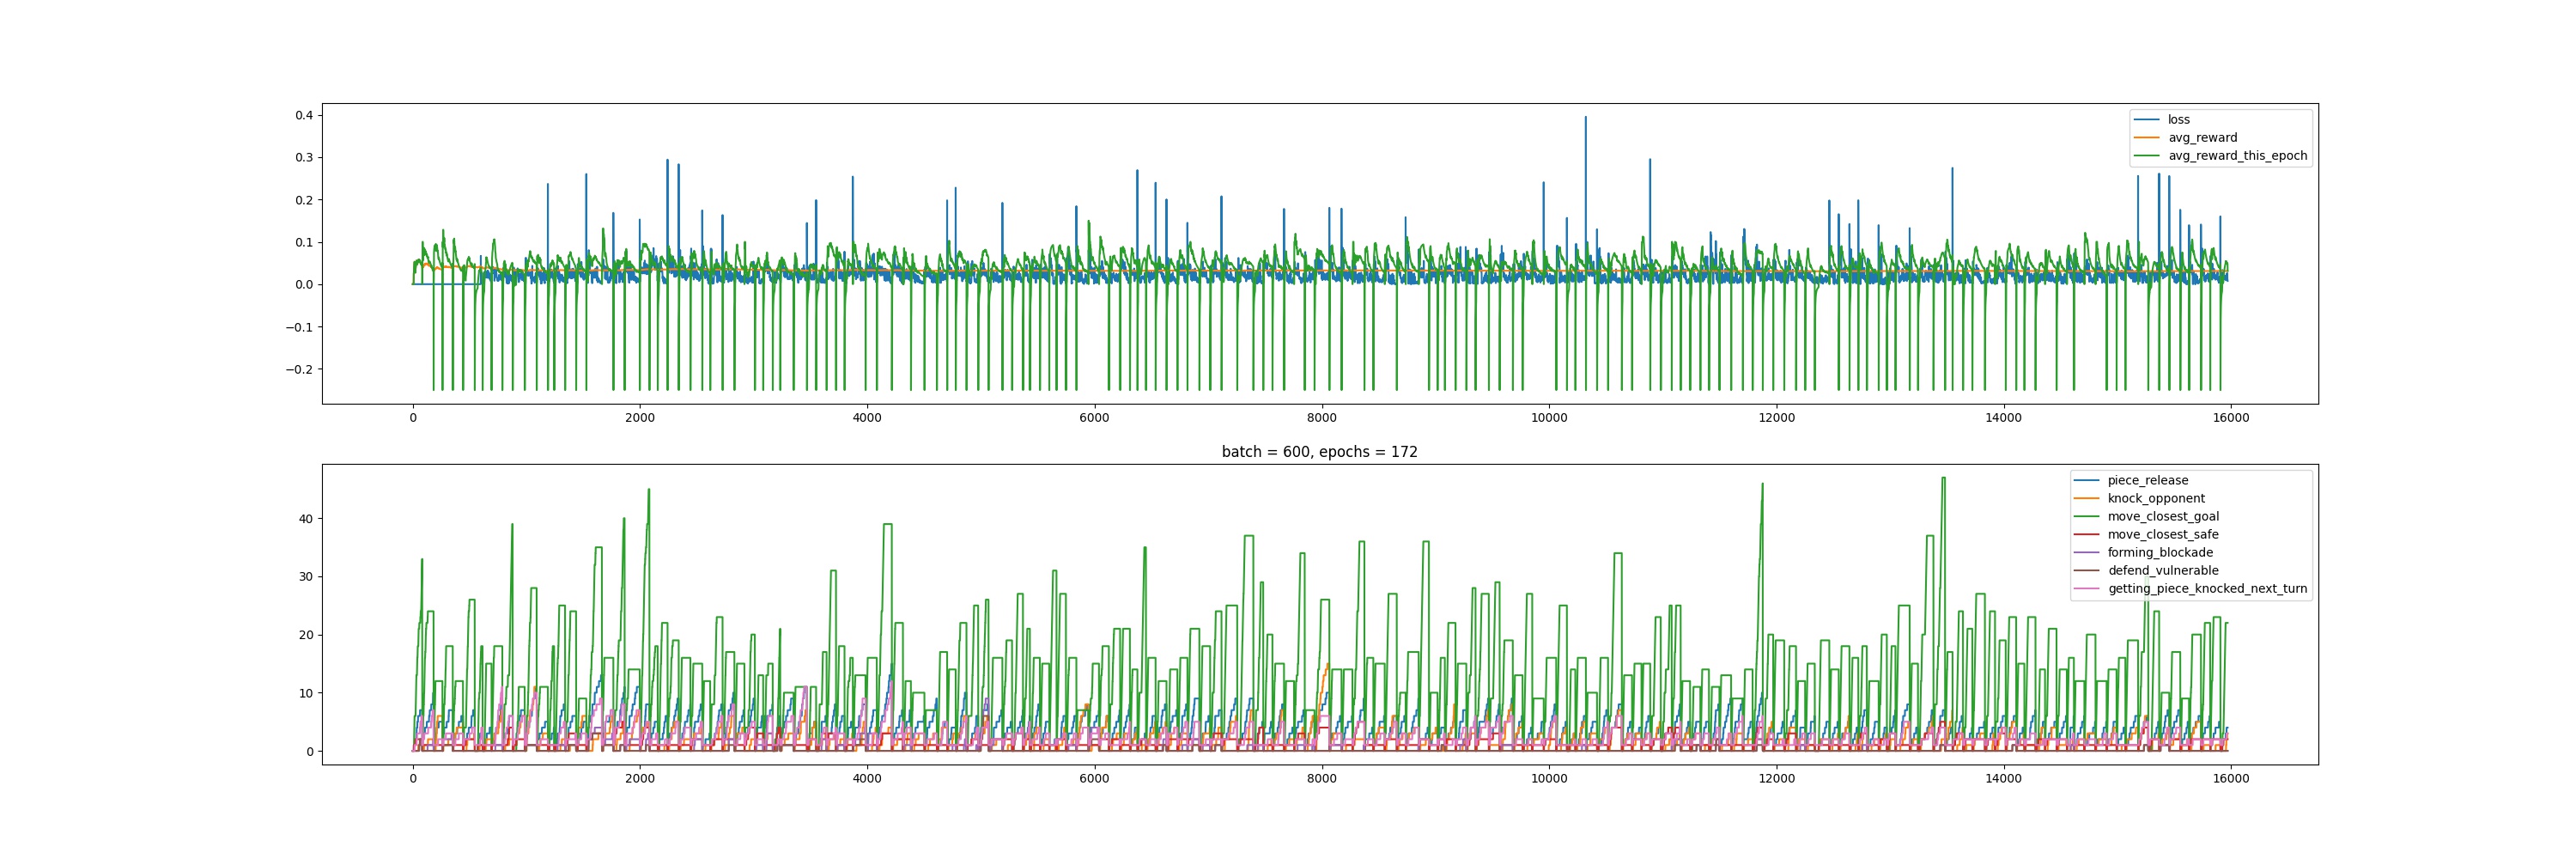 0.4
0.3
0.2
0.1
0.0
−0.1
−0.2
loss
avg_reward
avg_reward_this_epoch
0 2000 4000 6000 8000 10000 12000 14000 16000
batch = 600, epochs = 172
40
30
20
10
0
piece_release
knock_opponent
move_closest_goal
move_closest_safe
forming_blockade
defend_vulnerable
getting_piece_knocked_next_turn
0 2000 4000 6000 8000 10000 12000 14000 16000